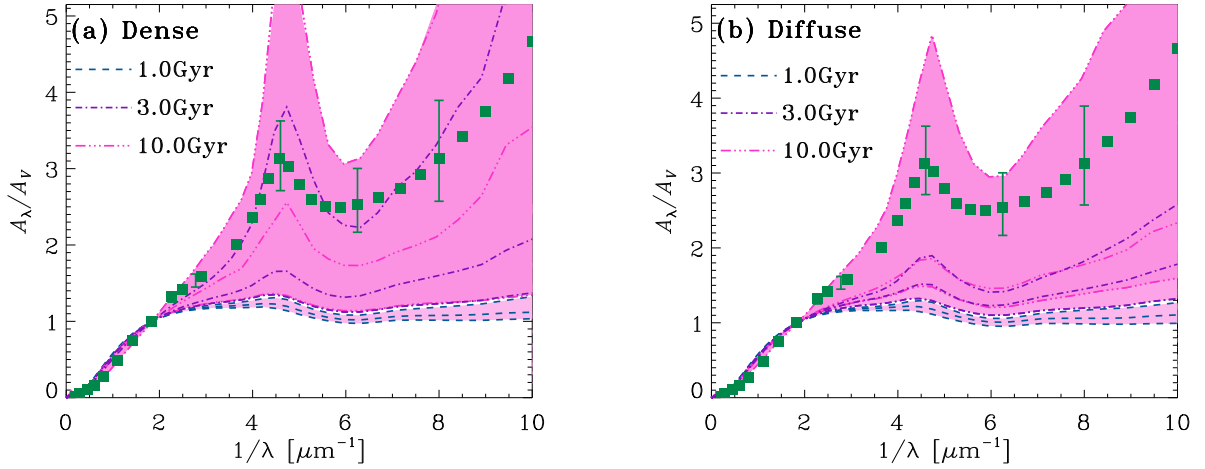 (a) Dense
1.0Gyr
3.0Gyr
10.0Gyr
A_λ/A_V
5
4
3
2
1
0
0 2 4 6 8 10
1/λ [μm⁻¹]
(b) Diffuse
1.0Gyr
3.0Gyr
10.0Gyr
A_λ/A_V
5
4
3
2
1
0
0 2 4 6 8 10
1/λ [μm⁻¹]